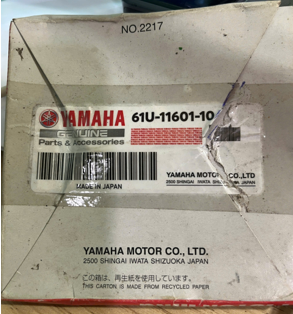 NO.2217
YAMAHA 61U-11601-10
GENUINE
Parts & Accessories
MADE IN JAPAN
YAMAHA MOTOR CO.,LTD.
2500 SHINGAI IWATA SHIZUOKA JAPAN
YAMAHA MOTOR CO., LTD.
2500 SHINGAI IWATA SHIZUOKA JAPAN
この箱は、再生紙を使用しています。
THIS CARTON IS MADE FROM RECYCLED PAPER